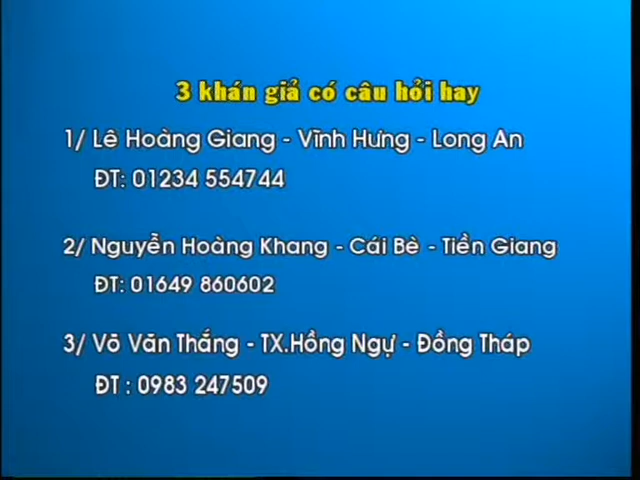 3 khán giả có câu hỏi hay
1/ Lê Hoàng Giang - Vĩnh Hưng - Long An
ĐT: 01234 554744
2/ Nguyễn Hoàng Khang - Cái Bè - Tiền Giang
ĐT: 01649 860602
3/ Võ Văn Thắng - TX.Hồng Ngự - Đồng Tháp
ĐT : 0983 247509